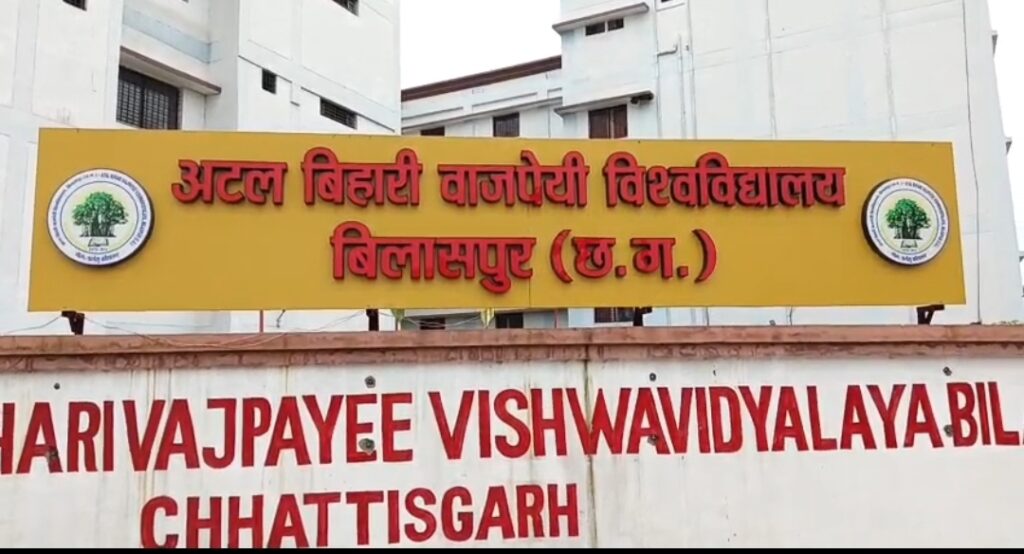 अटल बिहारी वाजपेयी विश्वविद्यालय
बिलासपुर (छ.ग.)
HARI VAJPAYEE VISHWAVIDYALAYA BIL
CHHATTISGARH